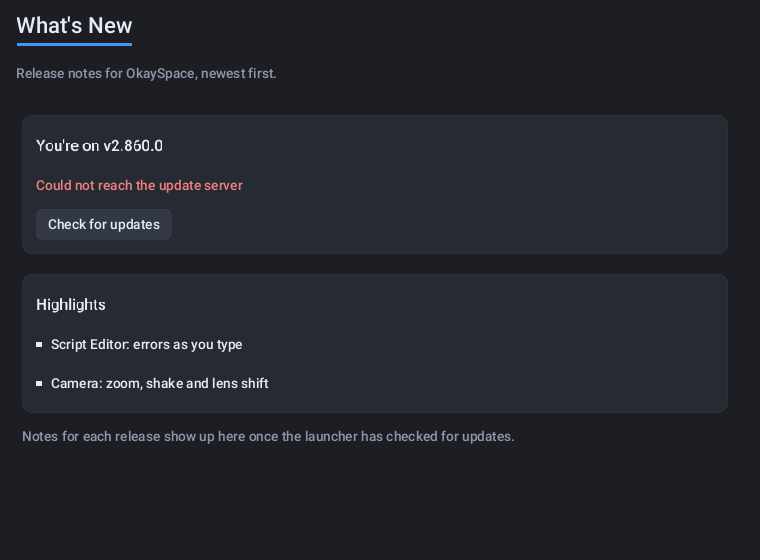 What's New
Release notes for OkaySpace, newest first.
You're on v2.860.0
Could not reach the update server
Check for updates
Highlights
Script Editor: errors as you type
Camera: zoom, shake and lens shift
Notes for each release show up here once the launcher has checked for updates.